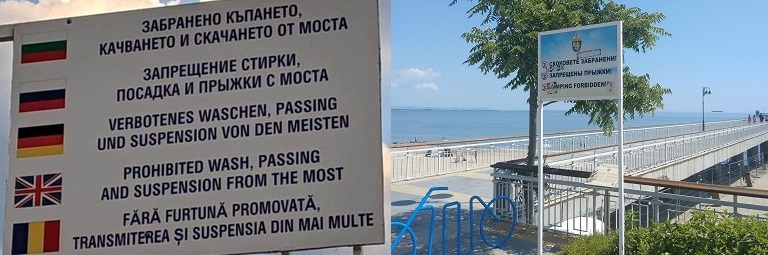 ЗАБРАНЕНО КЪПАНЕТО,
КАЧВАНЕТО И СКАЧАНЕТО ОТ МОСТА
ЗАПРЕЩЕНИЕ СТИРКИ,
ПОСАДКА И ПРЫЖКИ С МОСТА
VERBOTENES WASCHEN, PASSING
UND SUSPENSION VON DEN MEISTEN
PROHIBITED WASH, PASSING
AND SUSPENSION FROM THE MOST
FĂRĂ FURTUNĂ PROMOVATĂ,
TRANSMITEREA ȘI SUSPENSIA DIN MAI MULTE
СКОКОВЕТЕ ЗАБРАНЕНИ!
ЗАПРЕЩЕНЫ ПРЫЖКИ!
FORBIDDEN!